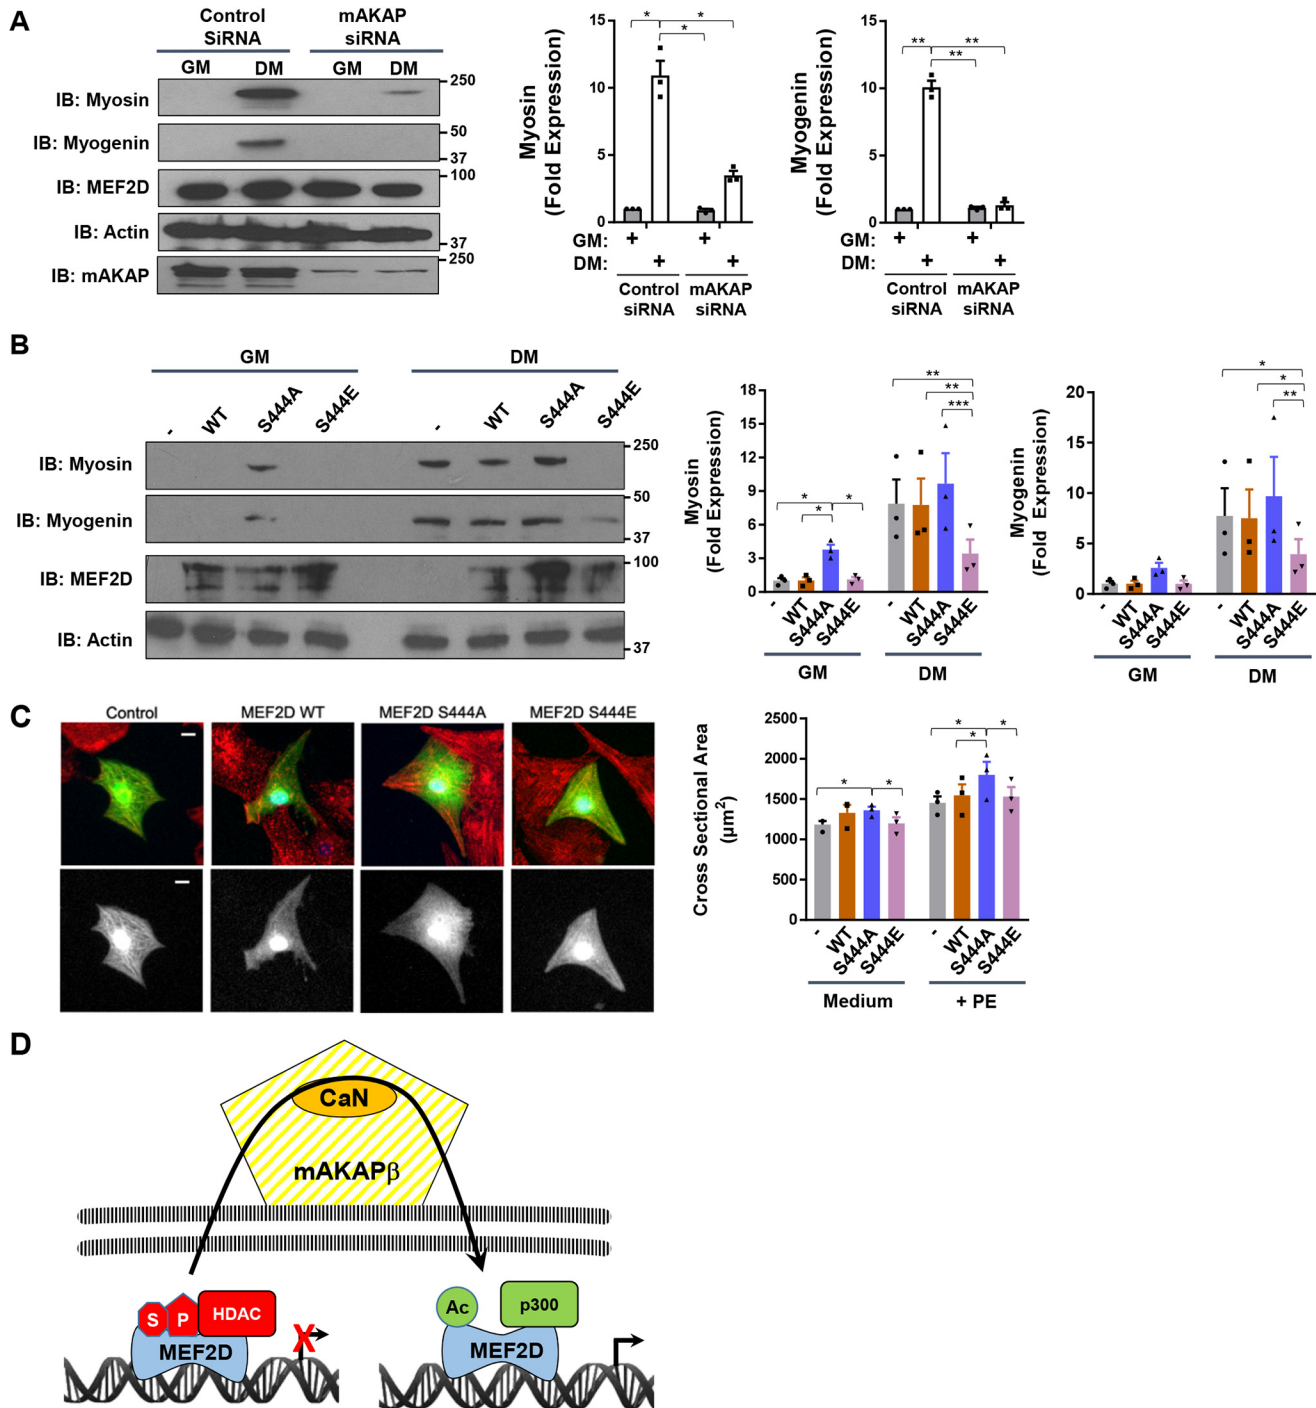 A
Control
SiRNA
mAKAP
siRNA
GM
DM
GM
DM
IB: Myosin
250
IB: Myogenin
50
37
IB: MEF2D
100
IB: Actin
37
IB: mAKAP
250
Myosin
(Fold Expression)
15
10
5
0
*
*
*
GM:
+
+
DM:
+
+
Control
siRNA
mAKAP
siRNA
Myogenin
(Fold Expression)
15
10
5
0
**
**
**
GM:
+
+
DM:
+
+
Control
siRNA
mAKAP
siRNA
B
GM
DM
-
WT
S444A
S444E
-
WT
S444A
S444E
IB: Myosin
250
IB: Myogenin
50
37
IB: MEF2D
100
IB: Actin
37
Myosin
(Fold Expression)
18
15
12
9
6
3
0
*
*
*
**
**
***
-
WT
S444A
S444E
-
WT
S444A
S444E
GM
DM
Myogenin
(Fold Expression)
20
15
10
5
0
*
*
**
-
WT
S444A
S444E
-
WT
S444A
S444E
GM
DM
C
Control
MEF2D WT
MEF2D S444A
MEF2D S444E
Cross Sectional Area
(µm²)
2500
2000
1500
1000
500
0
*
*
*
*
*
-
WT
S444A
S444E
-
WT
S444A
S444E
Medium
+ PE
D
CaN
mAKAPβ
S
P
HDAC
MEF2D
X
Ac
p300
MEF2D